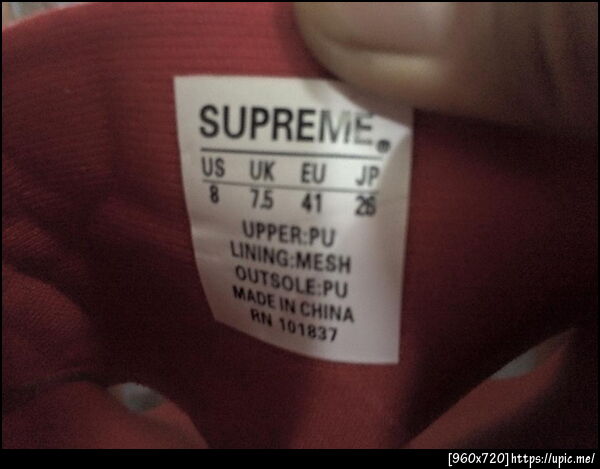 SUPREME®
US UK EU JP
8 7.5 41 26
UPPER:PU
LINING:MESH
OUTSOLE:PU
MADE IN CHINA
RN 101837
[960x720]https://upic.me/